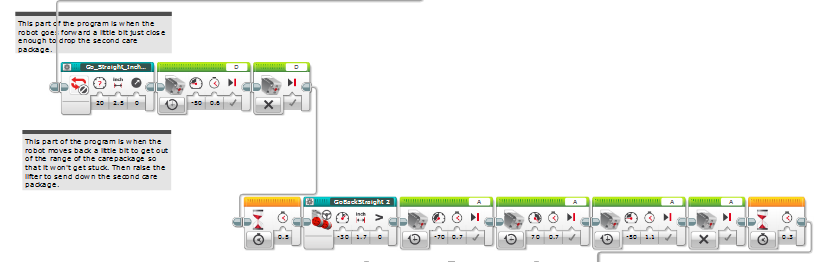 This part of the program is when the
robot goes forward a little bit just close
enough to drop the second care
package.
Go_Straight_Inch...
D
D
20 2.5 0
-50 0.6
This part of the program is when the
robot moves back a little bit to get out
of the range of the carepackage so
that it won't get stuck. Then raise the
lifter to send down the second care
package.
GoBackStraight 2
A
A
A
A
0.5
-30 1.7 0
-70 0.7
70 0.7
-50 1.1
0.3